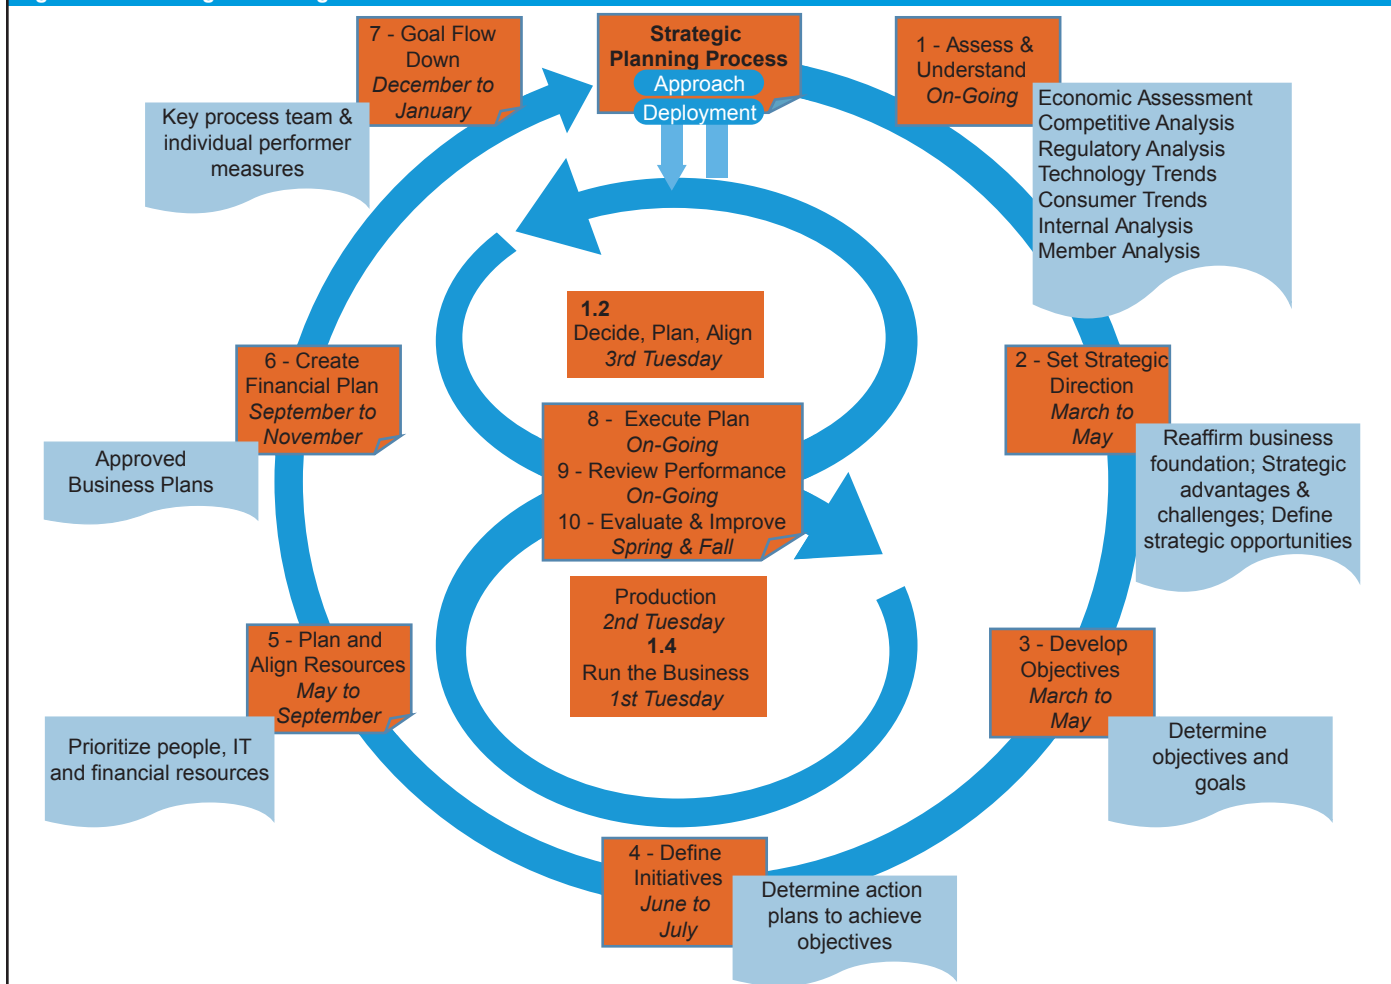 Strategic
Planning Process
Approach
Deployment
1 - Assess &
Understand
On-Going
Economic Assessment
Competitive Analysis
Regulatory Analysis
Technology Trends
Consumer Trends
Internal Analysis
Member Analysis
2 - Set Strategic
Direction
March to
May
Reaffirm business
foundation; Strategic
advantages &
challenges; Define
strategic opportunities
3 - Develop
Objectives
March to
May
Determine
objectives and
goals
4 - Define
Initiatives
June to
July
Determine action
plans to achieve
objectives
5 - Plan and
Align Resources
May to
September
Prioritize people, IT
and financial resources
6 - Create
Financial Plan
September to
November
Approved
Business Plans
7 - Goal Flow
Down
December to
January
Key process team &
individual performer
measures
1.2
Decide, Plan, Align
3rd Tuesday
8 - Execute Plan
On-Going
9 - Review Performance
On-Going
10 - Evaluate & Improve
Spring & Fall
Production
2nd Tuesday
1.4
Run the Business
1st Tuesday